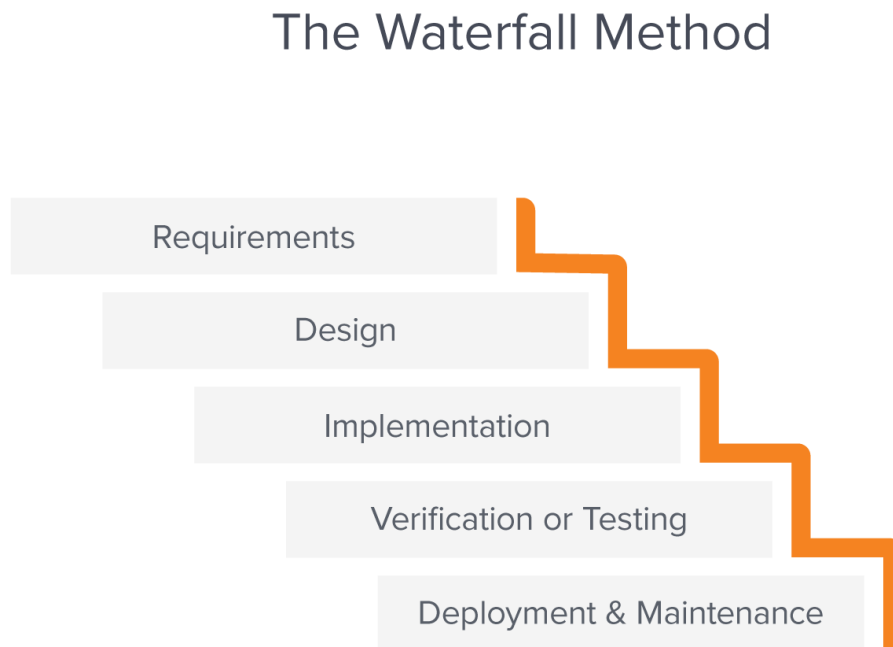 The Waterfall Method
Requirements
Design
Implementation
Verification or Testing
Deployment & Maintenance